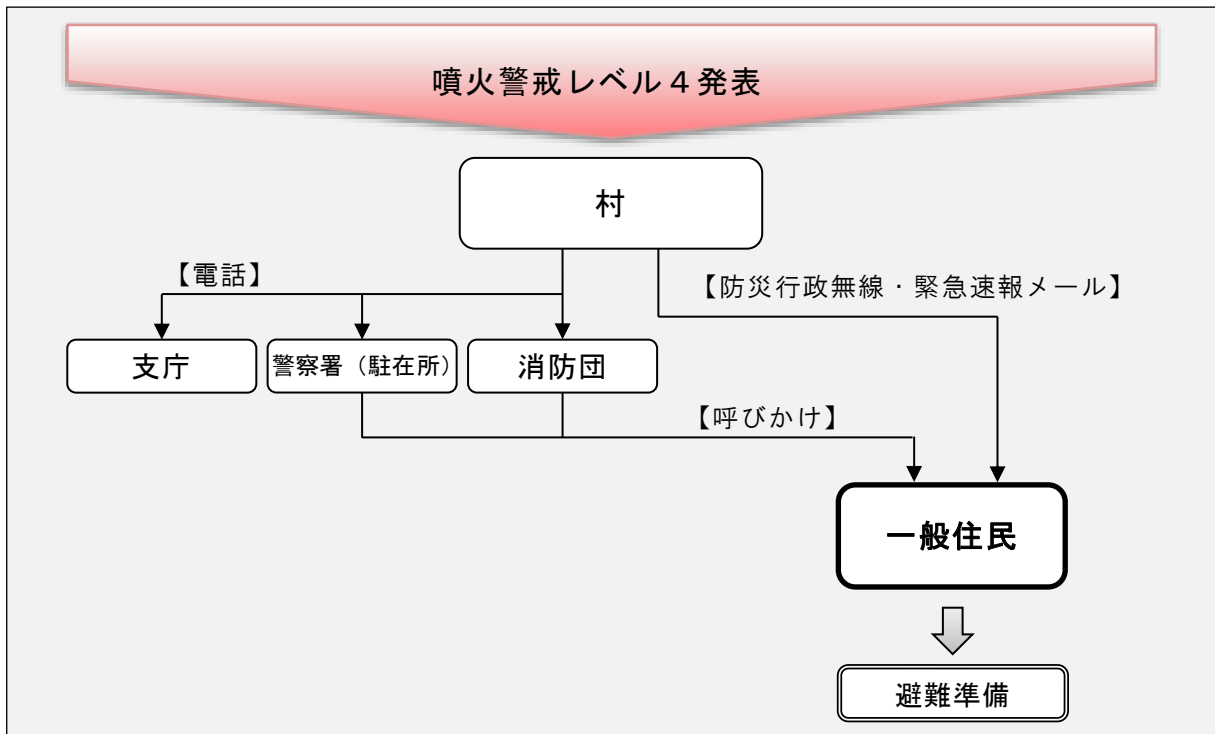 噴火警戒レベル４発表
村
【電話】
【防災行政無線・緊急速報メール】
支庁
警察署（駐在所）
消防団
【呼びかけ】
一般住民
避難準備